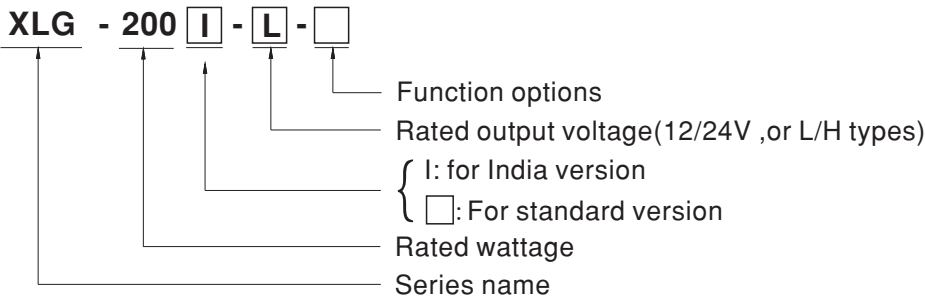 XLG - 200 I - L - □
Function options
Rated output voltage(12/24V ,or L/H types)
I: for India version
□: For standard version
Rated wattage
Series name